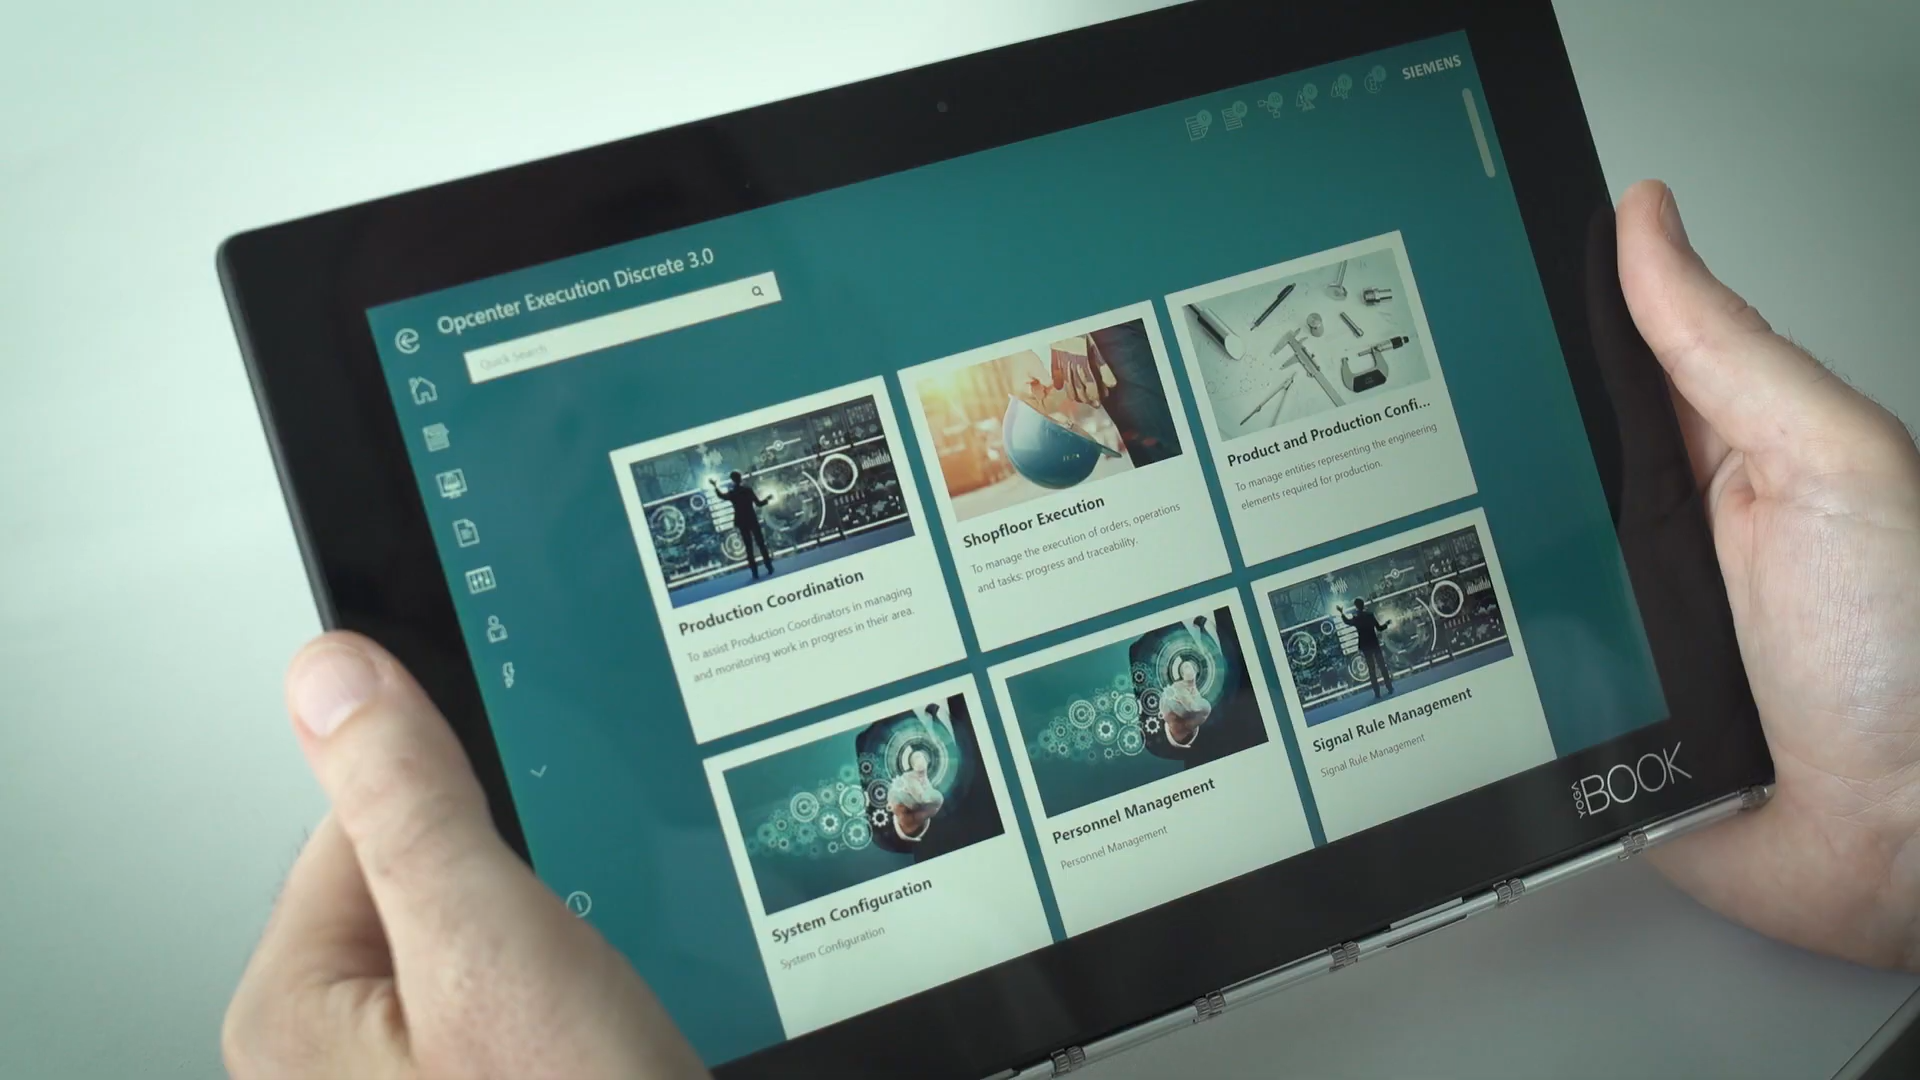 SIEMENS
Opcenter Execution Discrete 3.0
Quick Search
Production Coordination
To assist Production Coordinators in managing
and monitoring work in progress in their area.
Shopfloor Execution
To manage the execution of orders, operations
and tasks: progress and traceability.
Product and Production Confi...
To manage entities representing the engineering
elements required for production.
System Configuration
System Configuration
Personnel Management
Personnel Management
Signal Rule Management
Signal Rule Management
YOGA BOOK